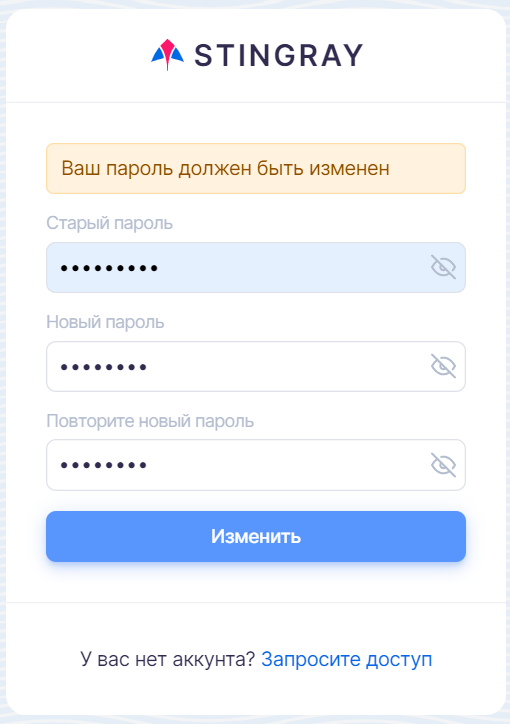 STINGRAY
Ваш пароль должен быть изменен
Старый пароль
•••••••••
Новый пароль
••••••••
Повторите новый пароль
••••••••
Изменить
У вас нет аккунта? Запросите доступ